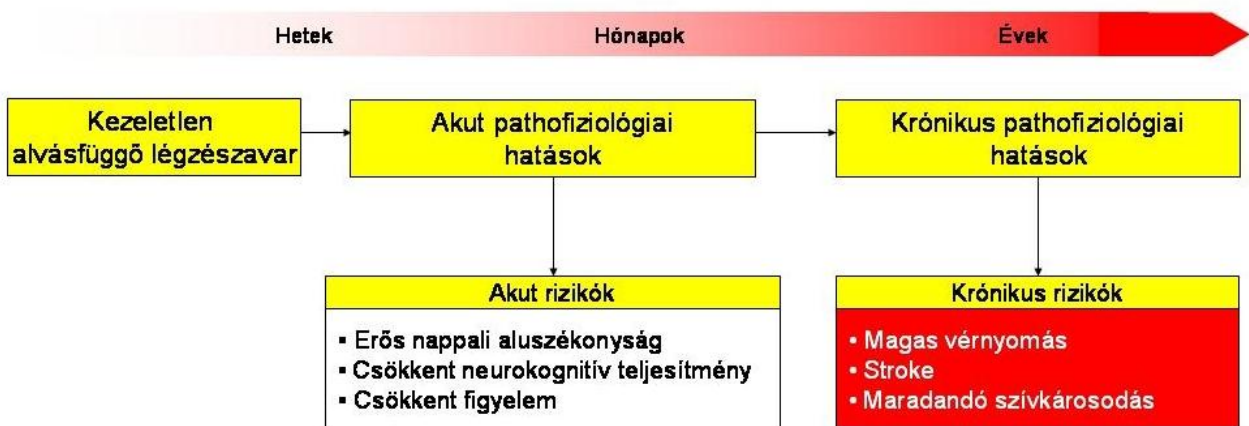 Hetek
Hónapok
Évek
Kezeletlen
alvásfüggő légzészavar
Akut pathofiziológiai
hatások
Krónikus pathofiziológiai
hatások
Akut rizikók
▪ Erős nappali aluszékonyság
▪ Csökkent neurokognitív teljesítmény
▪ Csökkent figyelem
Krónikus rizikók
• Magas vérnyomás
• Stroke
• Maradandó szívkárosodás